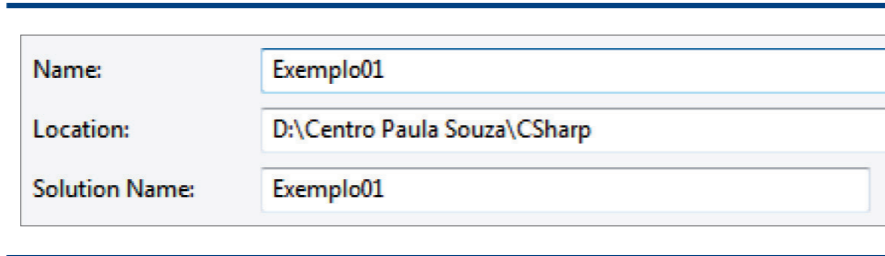 Name: Exemplo01
Location: D:\Centro Paula Souza\CSharp
Solution Name: Exemplo01